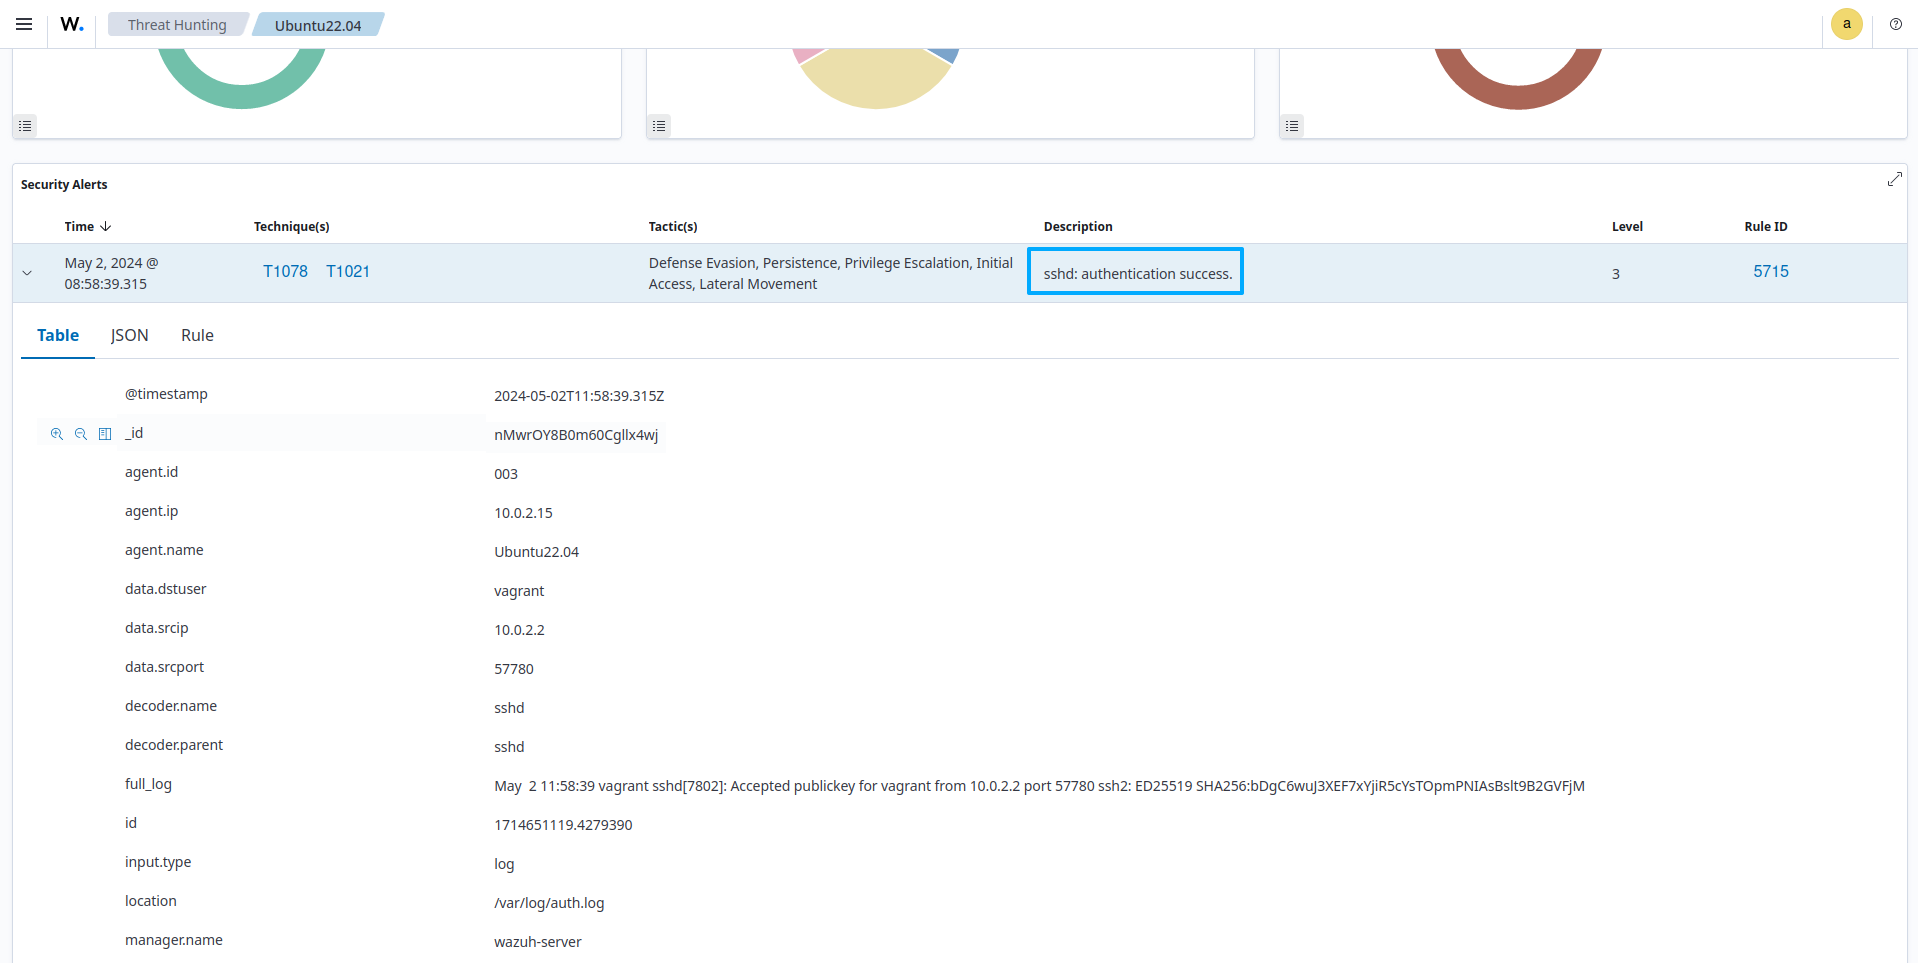 W. Threat Hunting Ubuntu22.04 a
Security Alerts
Time Technique(s) Tactic(s) Description Level Rule ID
May 2, 2024 @ 08:58:39.315 T1078 T1021 Defense Evasion, Persistence, Privilege Escalation, Initial Access, Lateral Movement sshd: authentication success. 3 5715
Table JSON Rule
@timestamp 2024-05-02T11:58:39.315Z
_id nMwrOY8B0m60Cgllx4wj
agent.id 003
agent.ip 10.0.2.15
agent.name Ubuntu22.04
data.dstuser vagrant
data.srcip 10.0.2.2
data.srcport 57780
decoder.name sshd
decoder.parent sshd
full_log May  2 11:58:39 vagrant sshd[7802]: Accepted publickey for vagrant from 10.0.2.2 port 57780 ssh2: ED25519 SHA256:bDgC6wuJ3XEF7xYjiR5cYsTOpmPNIAsBslt9B2GVFjM
id 1714651119.4279390
input.type log
location /var/log/auth.log
manager.name wazuh-server